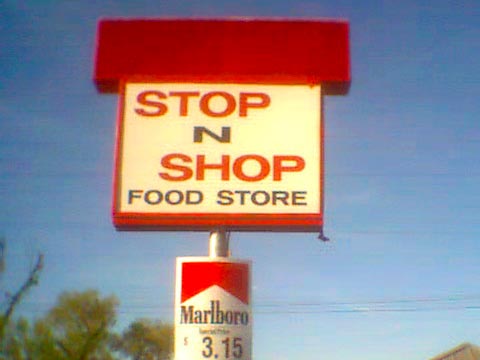 STOP
N
SHOP
FOOD STORE
Marlboro
$ 3.15